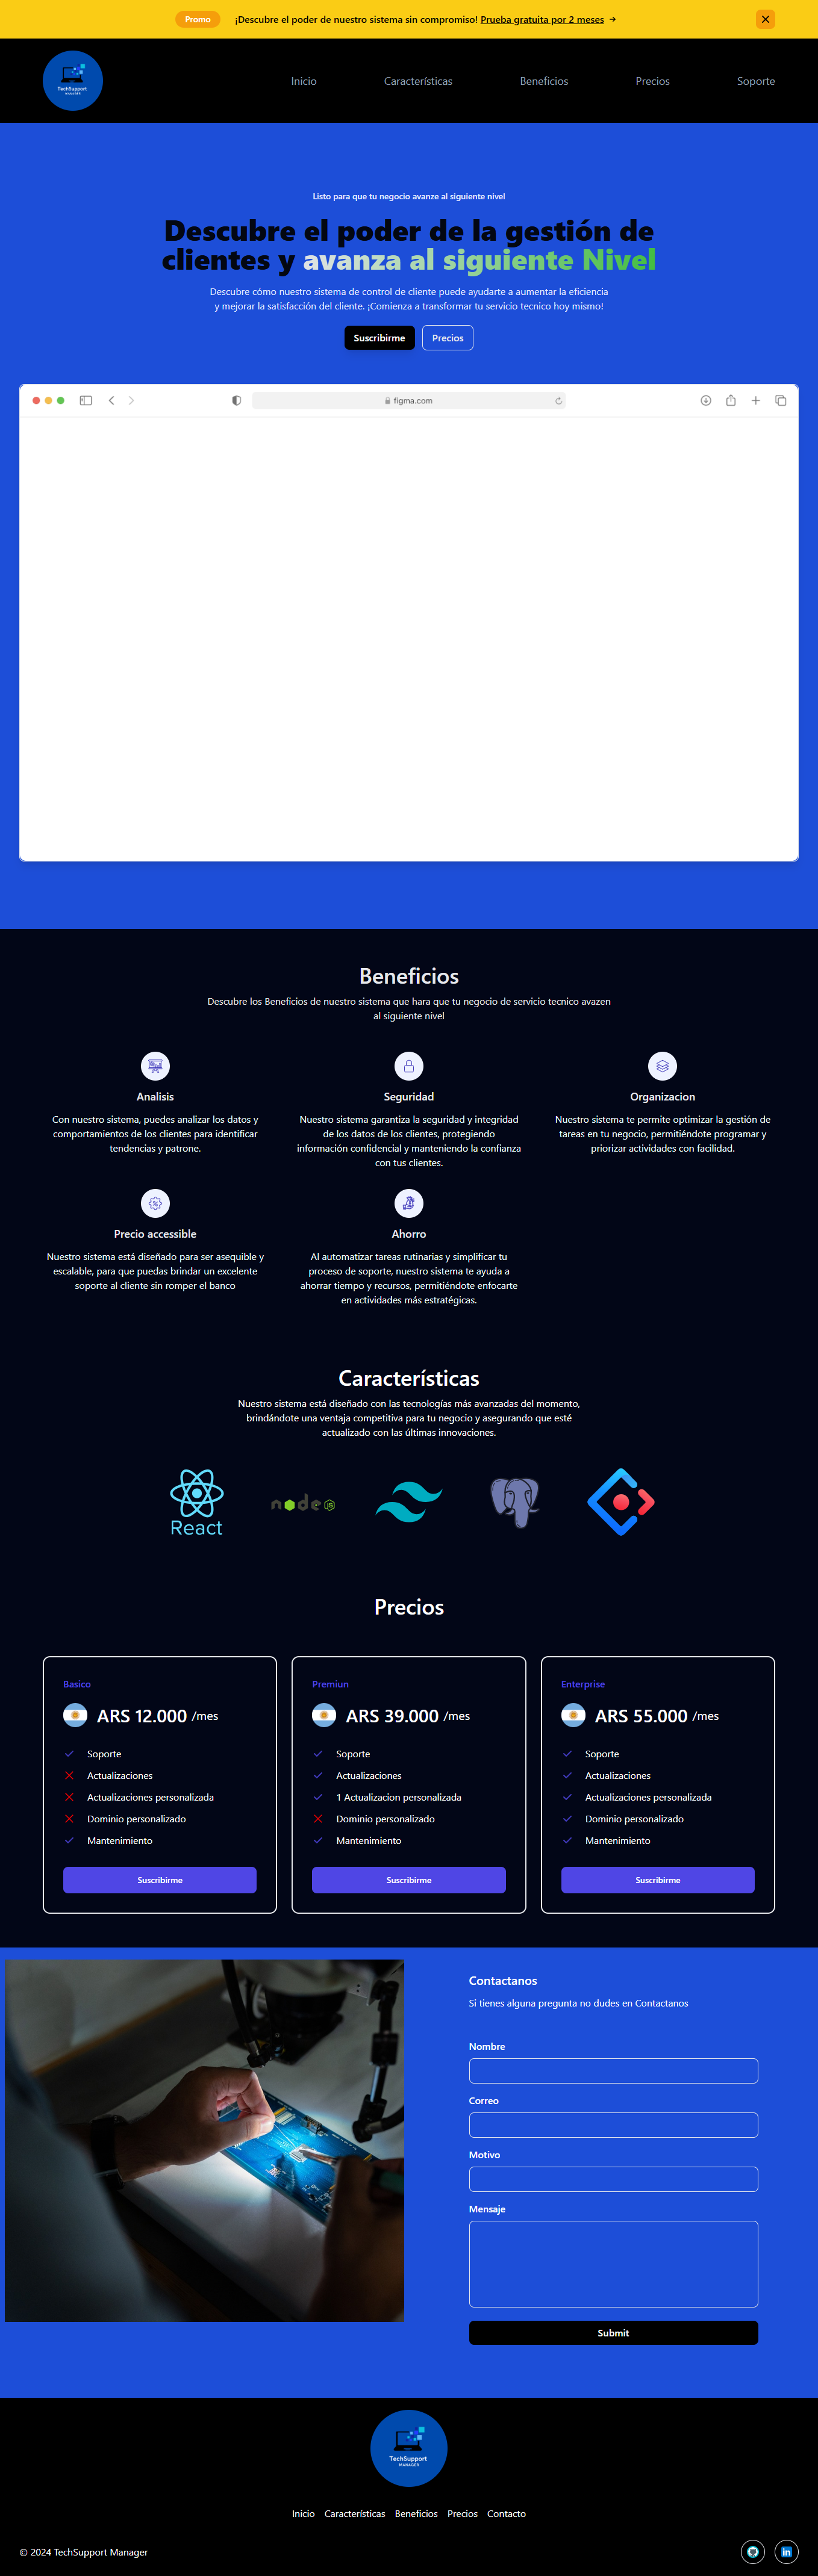 Promo
¡Descubre el poder de nuestro sistema sin compromiso! Prueba gratuita por 2 meses →
TechSupport
MANAGER
Inicio
Características
Beneficios
Precios
Soporte
Listo para que tu negocio avanze al siguiente nivel
Descubre el poder de la gestión de
clientes y avanza al siguiente Nivel
Descubre cómo nuestro sistema de control de cliente puede ayudarte a aumentar la eficiencia
y mejorar la satisfacción del cliente. ¡Comienza a transformar tu servicio tecnico hoy mismo!
Suscribirme
Precios
figma.com
Beneficios
Descubre los Beneficios de nuestro sistema que hara que tu negocio de servicio tecnico avazen
al siguiente nivel
Analisis
Con nuestro sistema, puedes analizar los datos y
comportamientos de los clientes para identificar
tendencias y patrone.
Seguridad
Nuestro sistema garantiza la seguridad y integridad
de los datos de los clientes, protegiendo
información confidencial y manteniendo la confianza
con tus clientes.
Organizacion
Nuestro sistema te permite optimizar la gestión de
tareas en tu negocio, permitiéndote programar y
priorizar actividades con facilidad.
Precio accessible
Nuestro sistema está diseñado para ser asequible y
escalable, para que puedas brindar un excelente
soporte al cliente sin romper el banco
Ahorro
Al automatizar tareas rutinarias y simplificar tu
proceso de soporte, nuestro sistema te ayuda a
ahorrar tiempo y recursos, permitiéndote enfocarte
en actividades más estratégicas.
Características
Nuestro sistema está diseñado con las tecnologías más avanzadas del momento,
brindándote una ventaja competitiva para tu negocio y asegurando que esté
actualizado con las últimas innovaciones.
React
node JS
Precios
Basico
ARS 12.000 /mes
Soporte
Actualizaciones
Actualizaciones personalizada
Dominio personalizado
Mantenimiento
Suscribirme
Premiun
ARS 39.000 /mes
Soporte
Actualizaciones
1 Actualizacion personalizada
Dominio personalizado
Mantenimiento
Suscribirme
Enterprise
ARS 55.000 /mes
Soporte
Actualizaciones
Actualizaciones personalizada
Dominio personalizado
Mantenimiento
Suscribirme
Contactanos
Si tienes alguna pregunta no dudes en Contactanos
Nombre
Correo
Motivo
Mensaje
Submit
TechSupport
MANAGER
Inicio
Características
Beneficios
Precios
Contacto
© 2024 TechSupport Manager
in